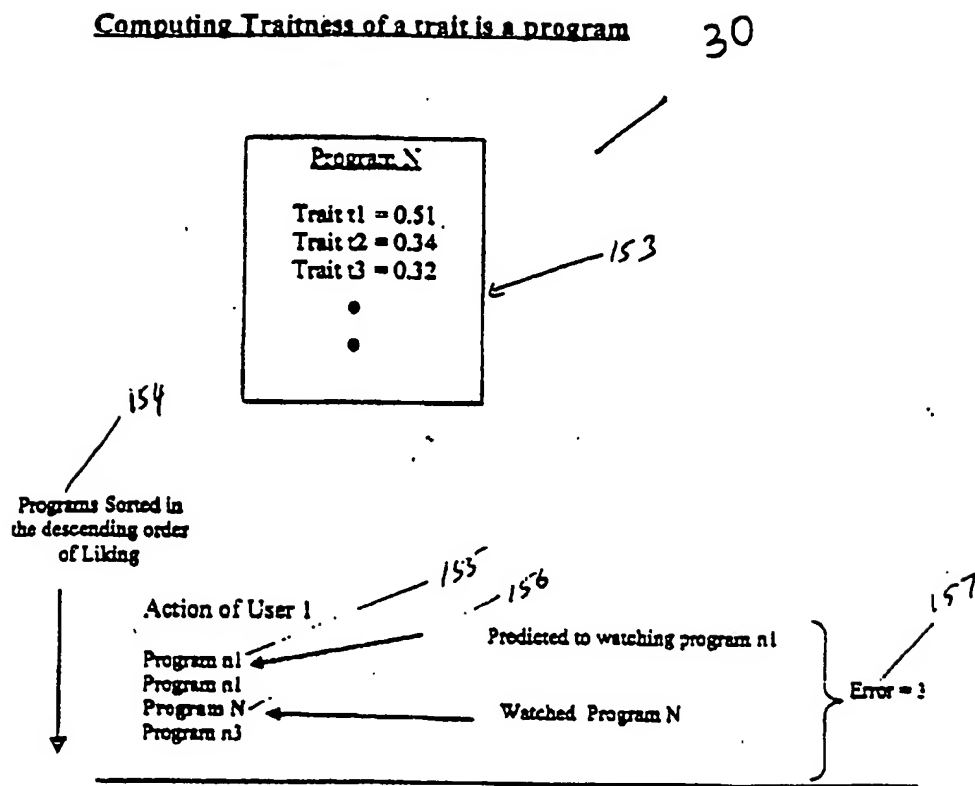 Computing Traitness of a trait is a program
30
Program N
Trait t1 = 0.51
Trait t2 = 0.34
Trait t3 = 0.32
153
154
Programs Sorted in
the descending order
of Liking
155
156
157
Action of User 1
Predicted to watching program n1
Program n1
Program n1
Program N
Watched Program N
Program n3
Error = 3